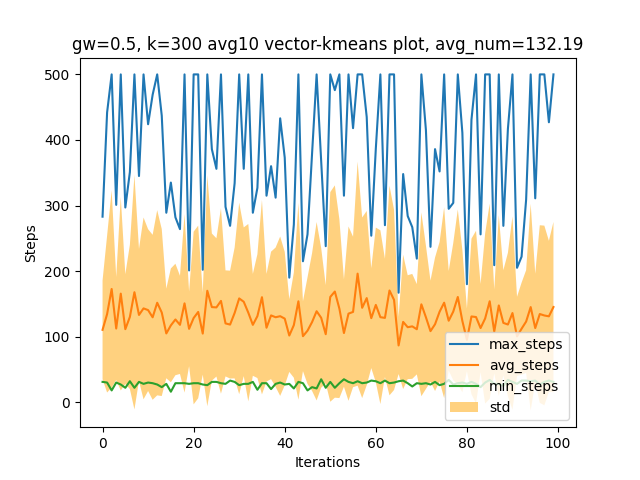 gw=0.5, k=300 avg10 vector-kmeans plot, avg_num=132.19
500
400
300
200
100
0
Steps
0 20 40 60 80 100
Iterations
max_steps
avg_steps
min_steps
std